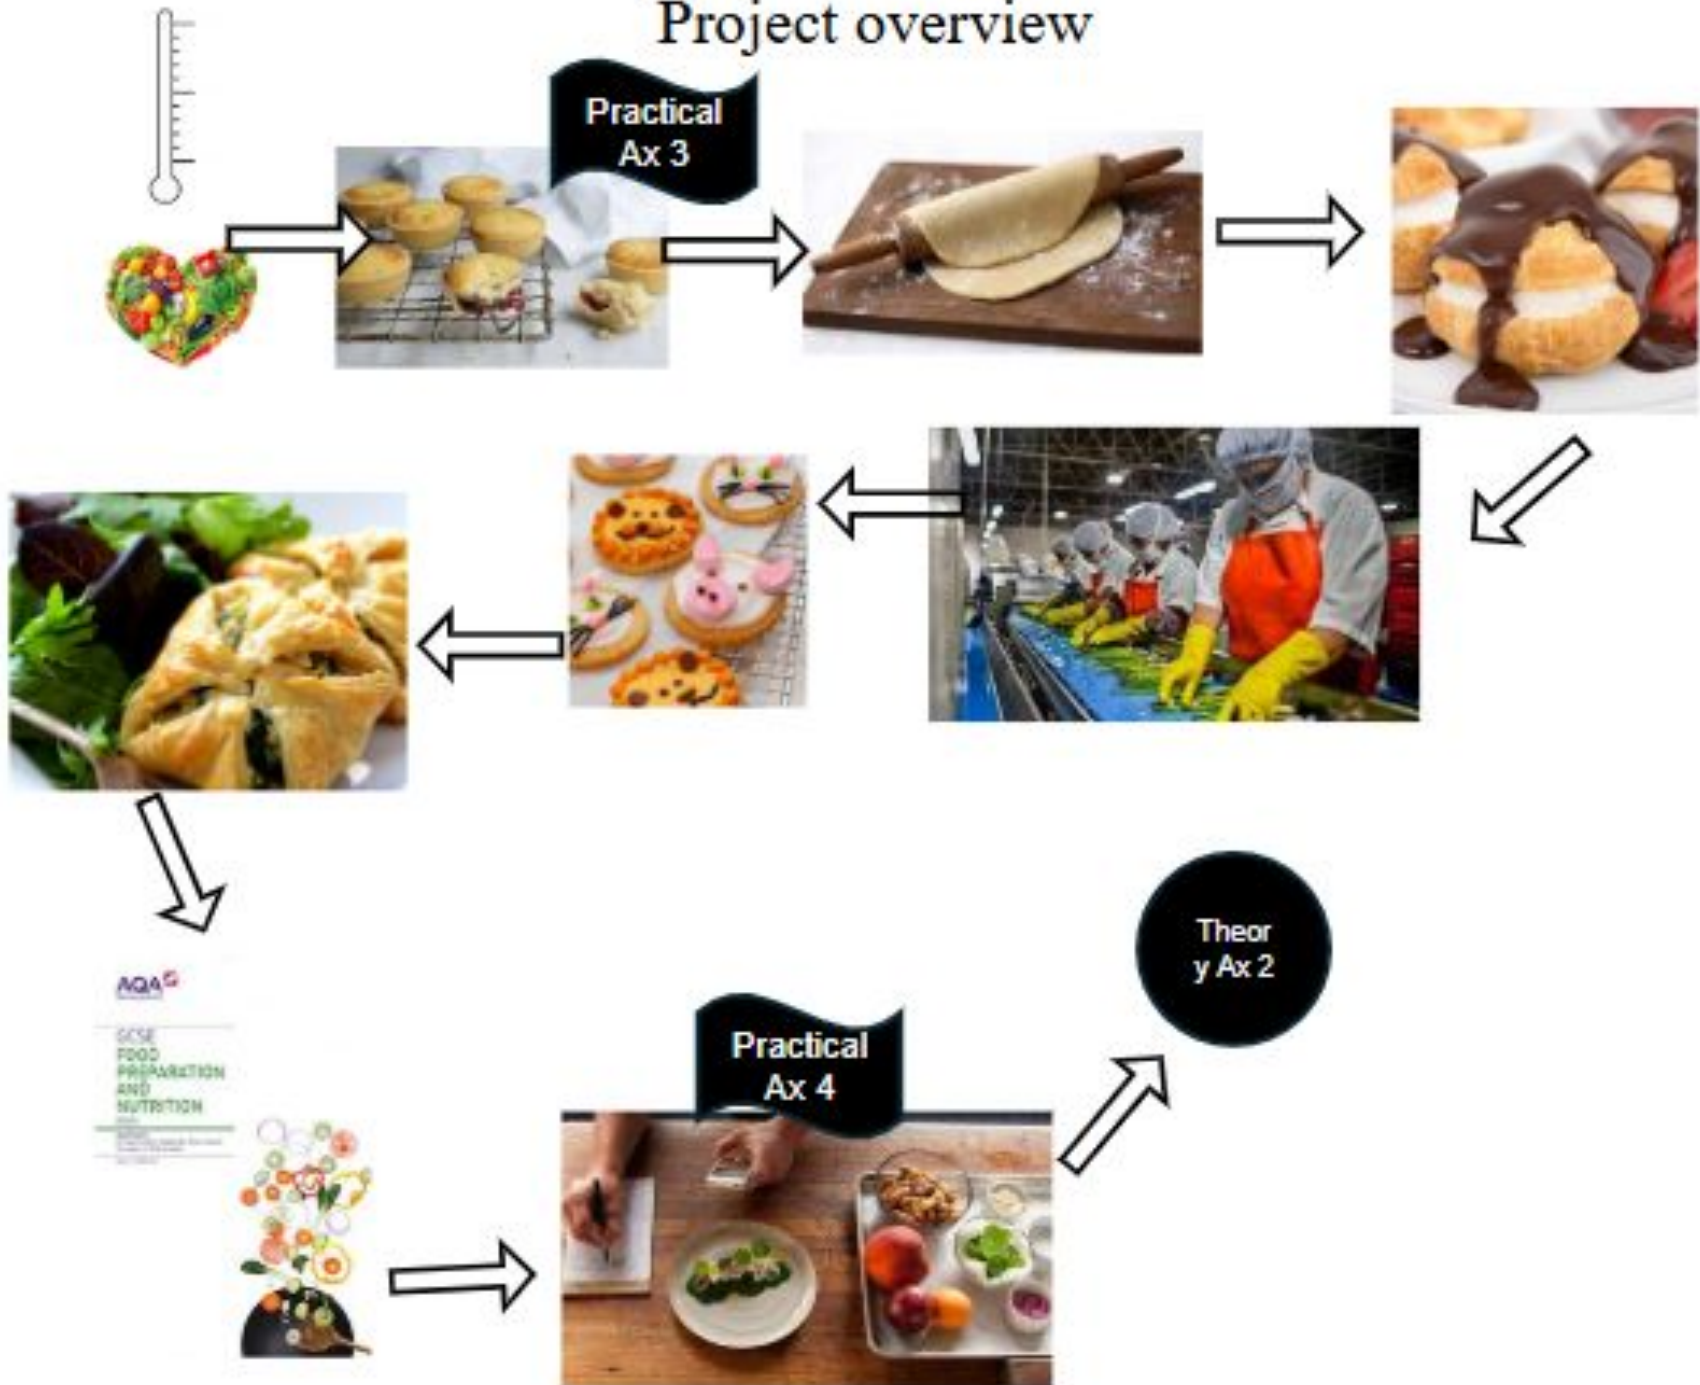 Project overview
Practical
Ax 3
AQA
GCSE
FOOD
PREPARATION
AND
NUTRITION
Practical
Ax 4
Theor
y Ax 2